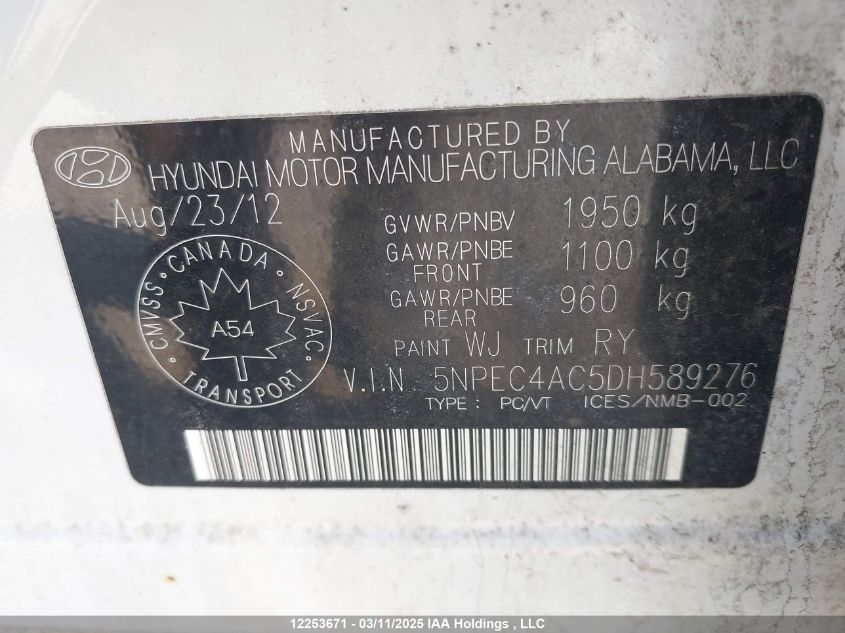 MANUFACTURED BY
HYUNDAI MOTOR MANUFACTURING ALABAMA, LLC
Aug/23/12
GVWR/PNBV 1950 kg
GAWR/PNBE FRONT 1100 kg
GAWR/PNBE REAR 960 kg
PAINT WJ TRIM RY
V.I.N 5NPEC4AC5DH589276
TYPE : PC/VT ICES/NMB-002
CMVSS · CANADA · NSVAC
A54
TRANSPORT
12253671 - 03/11/2025 IAA Holdings , LLC